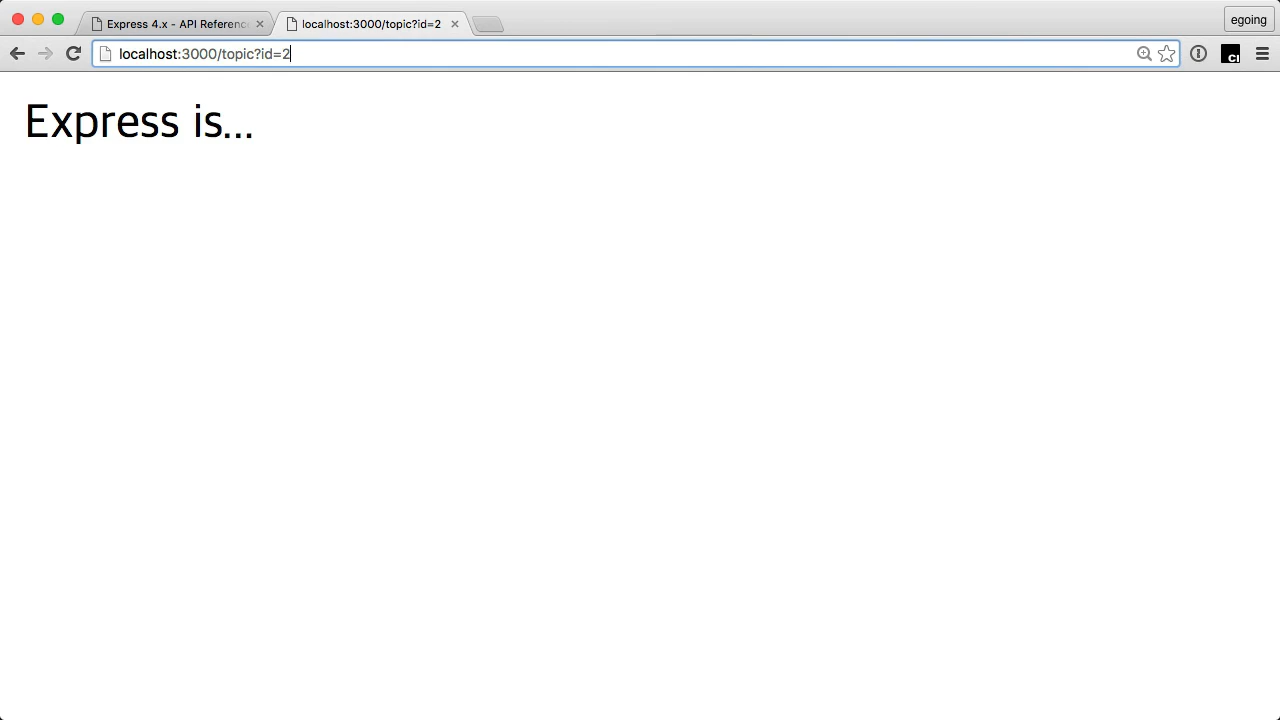 Express 4.x - API Referenc
localhost:3000/topic?id=2
egoing
localhost:3000/topic?id=2
Express is...